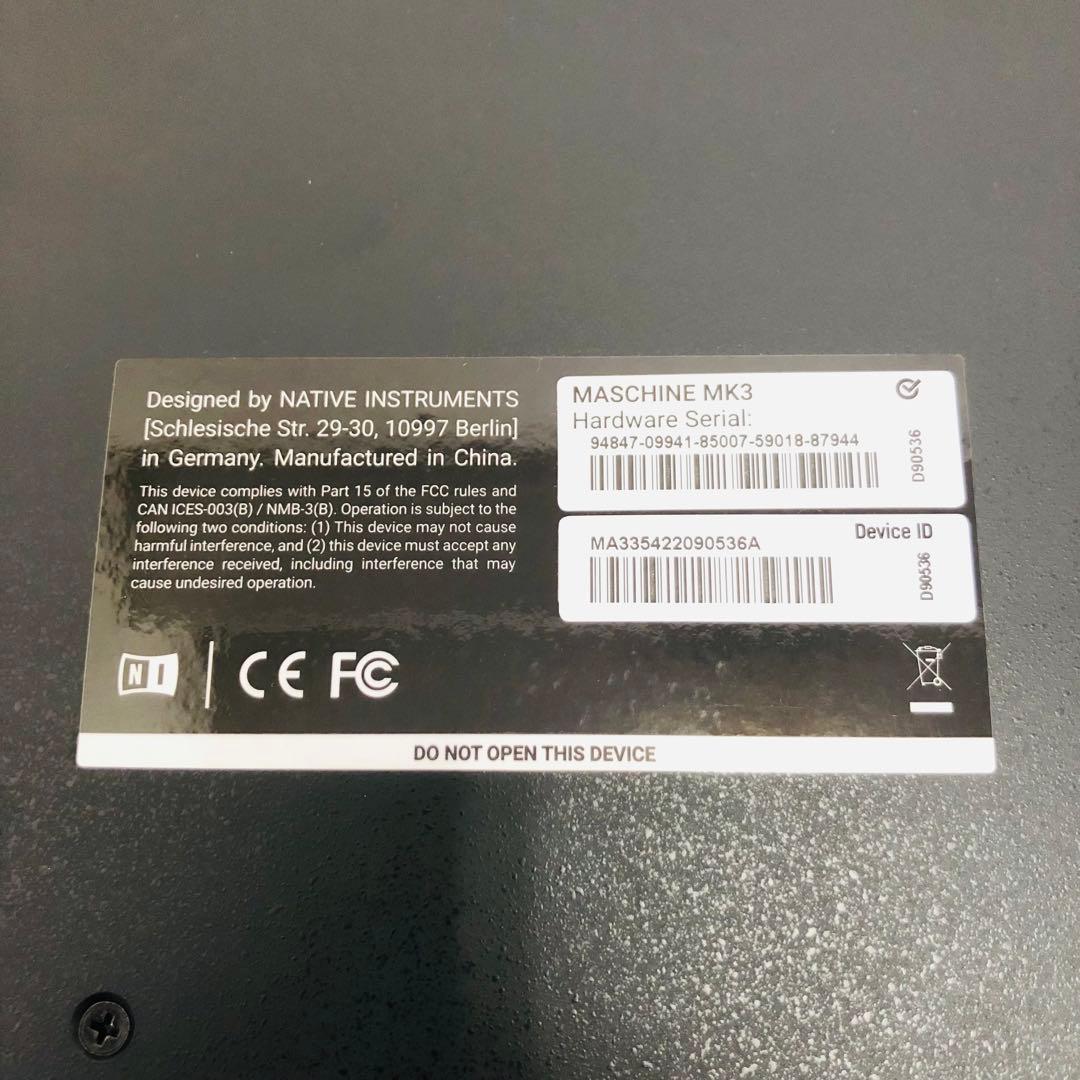 Designed by NATIVE INSTRUMENTS
[Schlesische Str. 29-30, 10997 Berlin]
in Germany. Manufactured in China.
This device complies with Part 15 of the FCC rules and
CAN ICES-003(B) / NMB-3(B). Operation is subject to the
following two conditions: (1) This device may not cause
harmful interference, and (2) this device must accept any
interference received, including interference that may
cause undesired operation.
NI
CE FC
MASCHINE MK3
Hardware Serial:
94847-09941-85007-59018-87944
D90536
Device ID
MA335422090536A
D90536
DO NOT OPEN THIS DEVICE